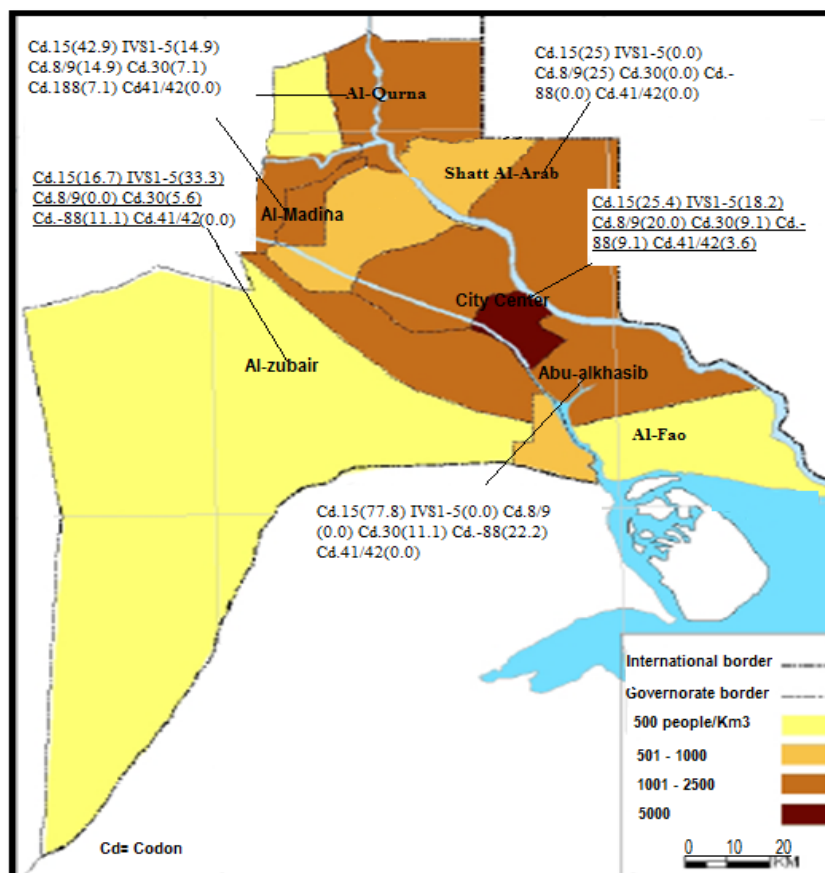 Cd.15(42.9) IVS1-5(14.9)
Cd.8/9(14.9) Cd.30(7.1)
Cd.188(7.1) Cd41/42(0.0)
Cd.15(25) IVS1-5(0.0)
Cd.8/9(25) Cd.30(0.0) Cd.-
88(0.0) Cd.41/42(0.0)
Al-Qurna
Shatt Al-Arab
Cd.15(16.7) IVS1-5(33.3)
Cd.8/9(0.0) Cd.30(5.6)
Cd.-88(11.1) Cd.41/42(0.0)
Al-Madina
Cd.15(25.4) IVS1-5(18.2)
Cd.8/9(20.0) Cd.30(9.1) Cd.-
88(9.1) Cd.41/42(3.6)
City Center
Al-zubair
Abu-alkhasib
Al-Fao
Cd.15(77.8) IVS1-5(0.0) Cd.8/9
(0.0) Cd.30(11.1) Cd.-88(22.2)
Cd.41/42(0.0)
International border
Governorate border
500 people/Km3
501 - 1000
1001 - 2500
5000
Cd= Codon
0 10 20
KM